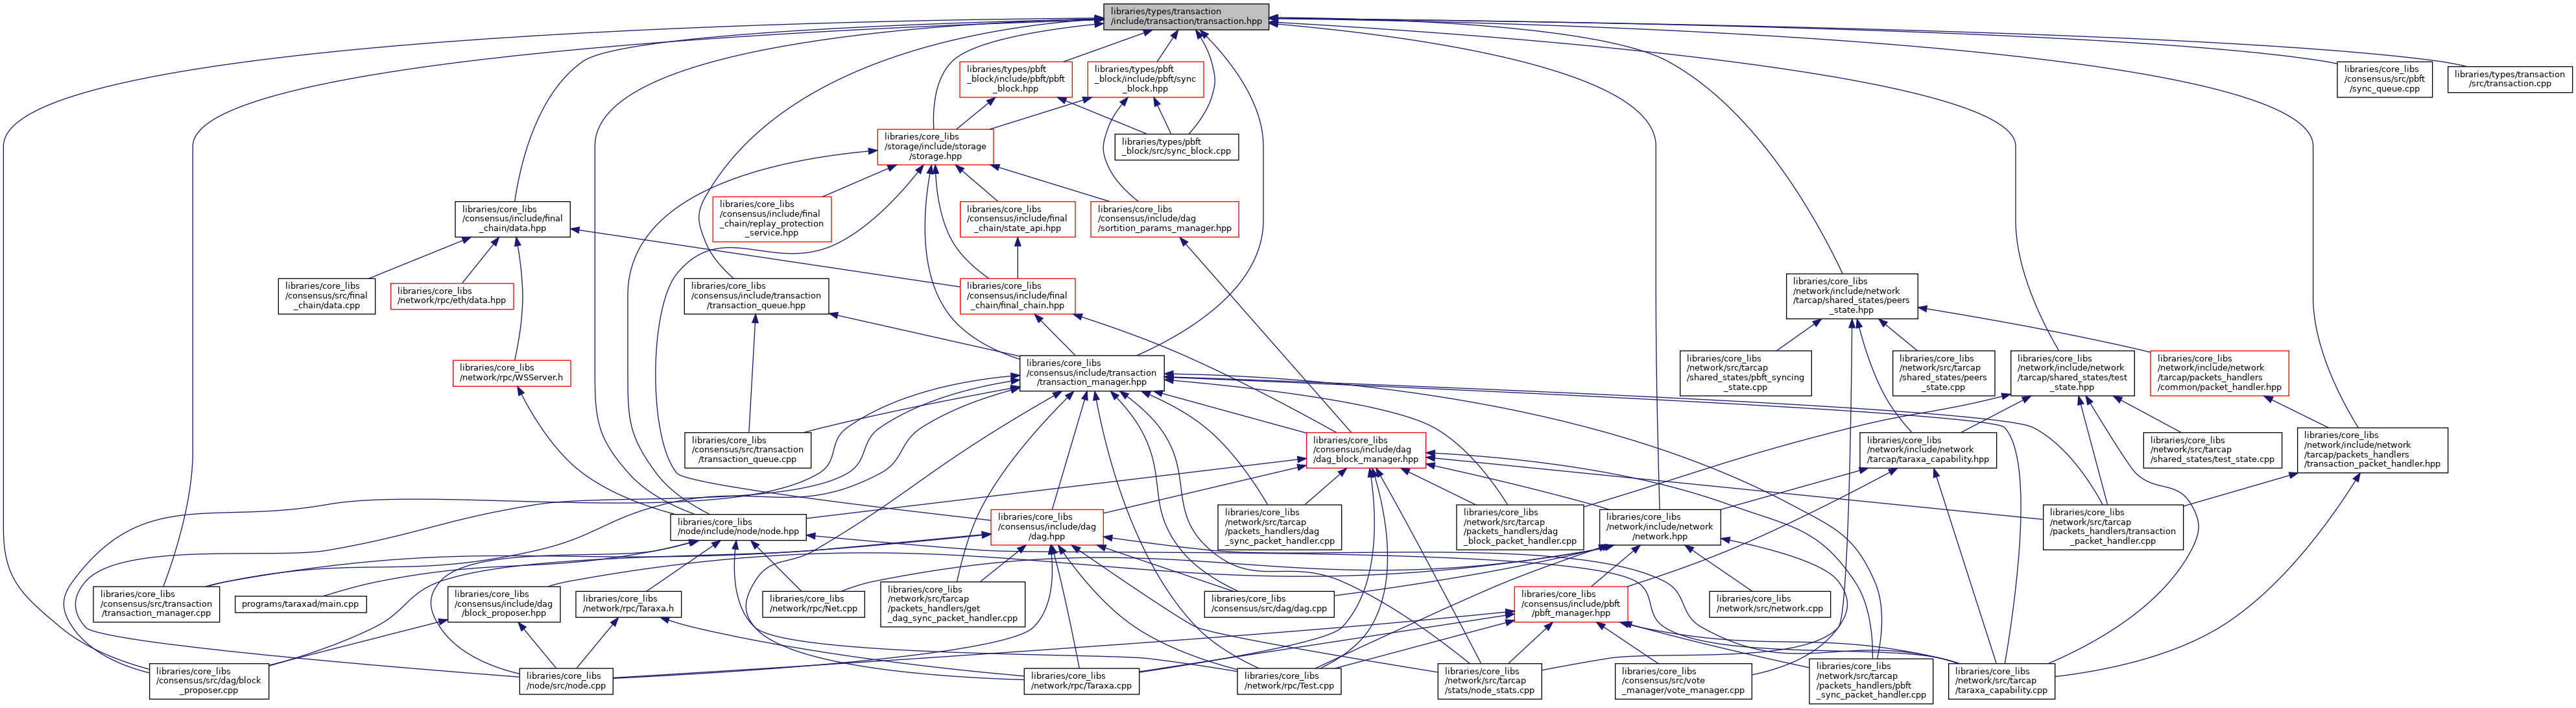 libraries/types/transaction
/include/transaction/transaction.hpp
libraries/types/pbft
_block/include/pbft/pbft
_block.hpp
libraries/types/pbft
_block/include/pbft/sync
_block.hpp
libraries/core_libs
/consensus/src/pbft
/sync_queue.cpp
libraries/types/transaction
/src/transaction.cpp
libraries/core_libs
/storage/include/storage
/storage.hpp
libraries/types/pbft
_block/src/sync_block.cpp
libraries/core_libs
/consensus/include/final
_chain/data.hpp
libraries/core_libs
/consensus/include/final
_chain/replay_protection
_service.hpp
libraries/core_libs
/consensus/include/final
_chain/state_api.hpp
libraries/core_libs
/consensus/include/dag
/sortition_params_manager.hpp
libraries/core_libs
/consensus/src/final
_chain/data.cpp
libraries/core_libs
/network/rpc/eth/data.hpp
libraries/core_libs
/consensus/include/transaction
/transaction_queue.hpp
libraries/core_libs
/consensus/include/final
_chain/final_chain.hpp
libraries/core_libs
/network/include/network
/tarcap/shared_states/peers
_state.hpp
libraries/core_libs
/network/rpc/WSServer.h
libraries/core_libs
/consensus/include/transaction
/transaction_manager.hpp
libraries/core_libs
/network/src/tarcap
/shared_states/pbft_syncing
_state.cpp
libraries/core_libs
/network/src/tarcap
/shared_states/peers
_state.cpp
libraries/core_libs
/network/include/network
/tarcap/shared_states/test
_state.hpp
libraries/core_libs
/network/include/network
/tarcap/packets_handlers
/common/packet_handler.hpp
libraries/core_libs
/consensus/src/transaction
/transaction_queue.cpp
libraries/core_libs
/consensus/include/dag
/dag_block_manager.hpp
libraries/core_libs
/network/include/network
/tarcap/taraxa_capability.hpp
libraries/core_libs
/network/src/tarcap
/shared_states/test_state.cpp
libraries/core_libs
/network/include/network
/tarcap/packets_handlers
/transaction_packet_handler.hpp
libraries/core_libs
/node/include/node/node.hpp
libraries/core_libs
/consensus/include/dag
/dag.hpp
libraries/core_libs
/network/src/tarcap
/packets_handlers/dag
_sync_packet_handler.cpp
libraries/core_libs
/network/src/tarcap
/packets_handlers/dag
_block_packet_handler.cpp
libraries/core_libs
/network/include/network
/network.hpp
libraries/core_libs
/network/src/tarcap
/packets_handlers/transaction
_packet_handler.cpp
libraries/core_libs
/consensus/src/transaction
/transaction_manager.cpp
programs/taraxad/main.cpp
libraries/core_libs
/consensus/include/dag
/block_proposer.hpp
libraries/core_libs
/network/rpc/Taraxa.h
libraries/core_libs
/network/rpc/Net.cpp
libraries/core_libs
/network/src/tarcap
/packets_handlers/get
_dag_sync_packet_handler.cpp
libraries/core_libs
/consensus/src/dag/dag.cpp
libraries/core_libs
/consensus/include/pbft
/pbft_manager.hpp
libraries/core_libs
/network/src/network.cpp
libraries/core_libs
/consensus/src/dag/block
_proposer.cpp
libraries/core_libs
/node/src/node.cpp
libraries/core_libs
/network/rpc/Taraxa.cpp
libraries/core_libs
/network/rpc/Test.cpp
libraries/core_libs
/network/src/tarcap
/stats/node_stats.cpp
libraries/core_libs
/consensus/src/vote
_manager/vote_manager.cpp
libraries/core_libs
/network/src/tarcap
/packets_handlers/pbft
_sync_packet_handler.cpp
libraries/core_libs
/network/src/tarcap
/taraxa_capability.cpp